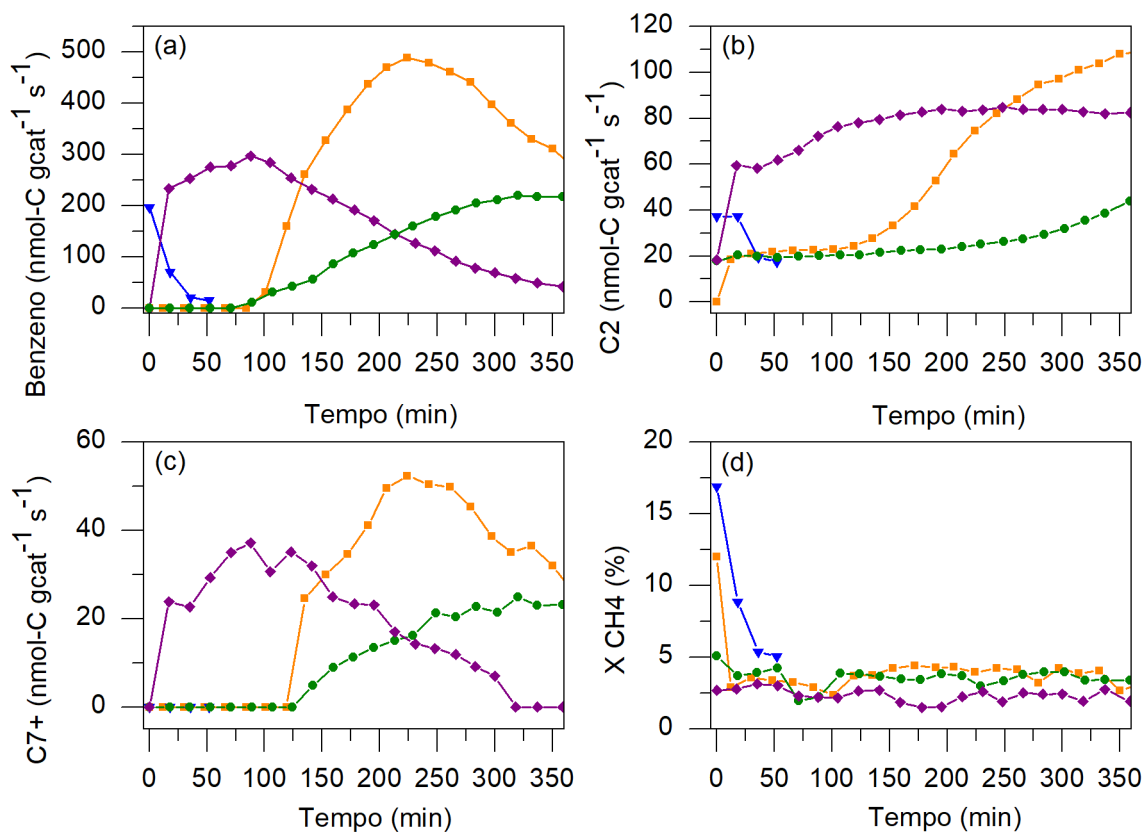 (a)
Benzeno (nmol-C gcat⁻¹ s⁻¹)
500
400
300
200
100
0
0 50 100 150 200 250 300 350
Tempo (min)
(b)
C2 (nmol-C gcat⁻¹ s⁻¹)
120
100
80
60
40
20
0
0 50 100 150 200 250 300 350
Tempo (min)
(c)
C7+ (nmol-C gcat⁻¹ s⁻¹)
60
40
20
0
0 50 100 150 200 250 300 350
Tempo (min)
(d)
X CH4 (%)
20
15
10
5
0
0 50 100 150 200 250 300 350
Tempo (min)